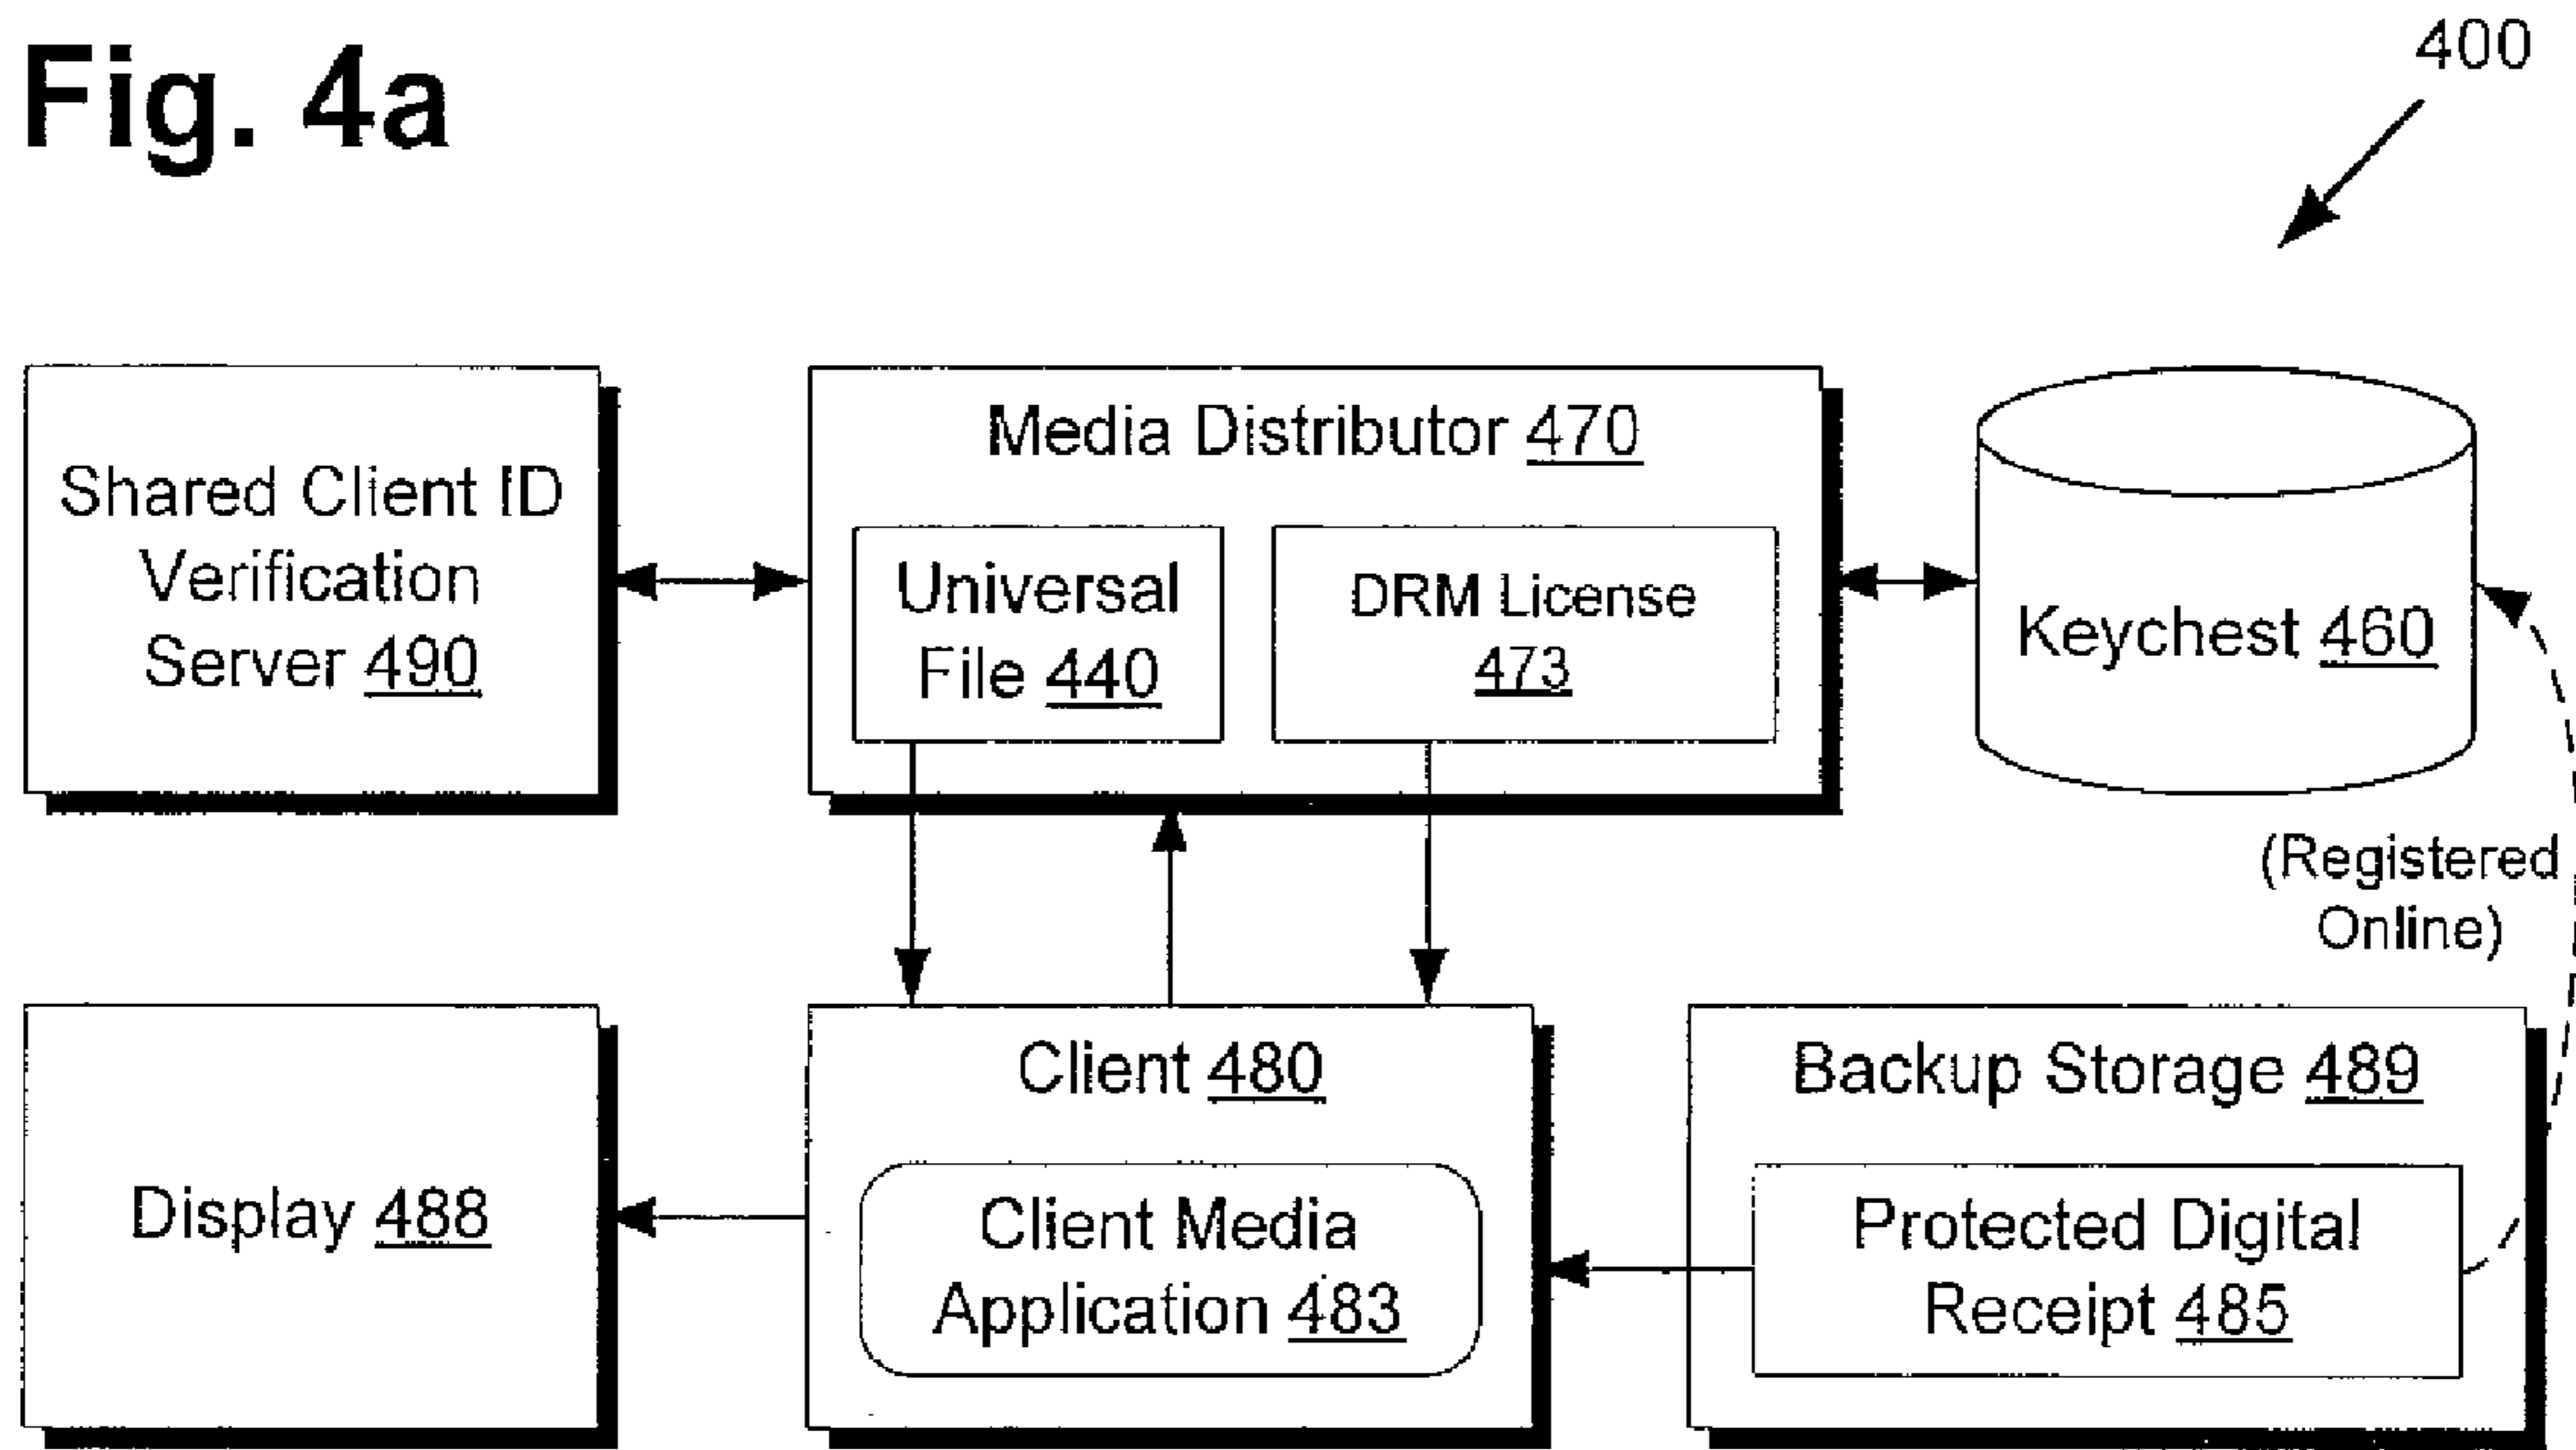 Fig. 4a
400
Shared Client ID
Verification
Server 490
Media Distributor 470
Universal
File 440
DRM License
473
Keychest 460
(Registered
Online)
Display 488
Client 480
Client Media
Application 483
Backup Storage 489
Protected Digital
Receipt 485